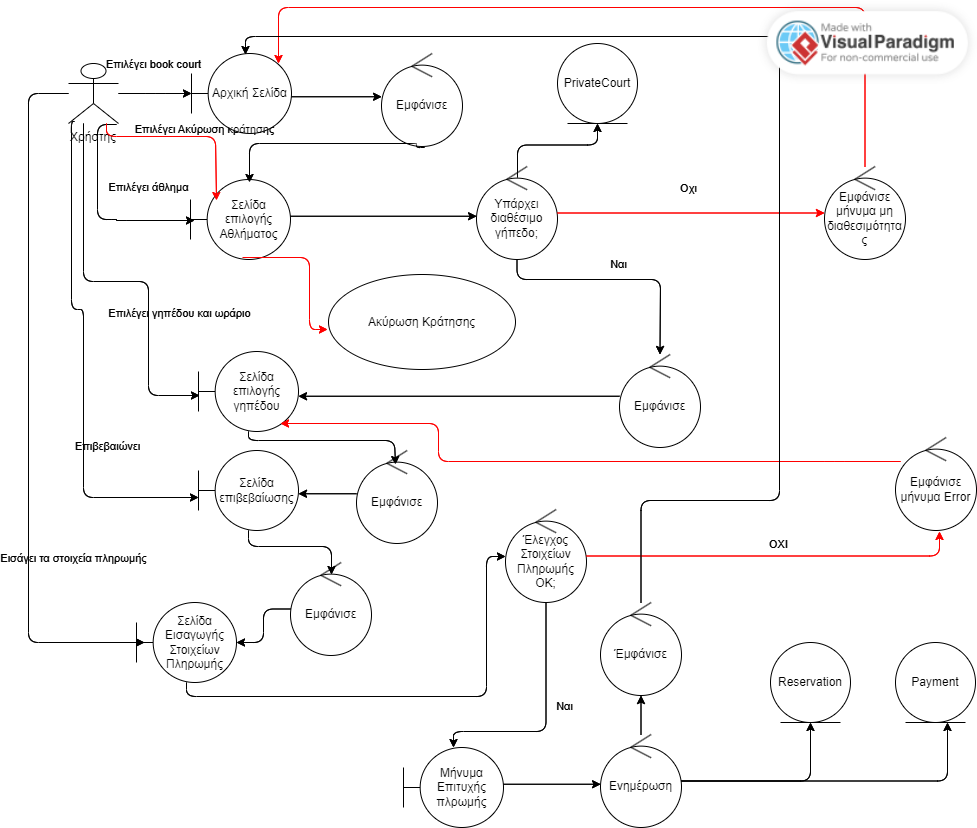 Made with
Visual Paradigm
For non-commercial use
Επιλέγει book court
Αρχική Σελίδα
Εμφάνισε
PrivateCourt
Χρήστης
Επιλέγει Ακύρωση κράτησης
Επιλέγει άθλημα
Σελίδα
επιλογής
Αθλήματος
Υπάρχει
διαθέσιμο
γήπεδο;
Οχι
Εμφάνισε
μήνυμα μη
διαθεσιμότητα
ς
Ναι
Επιλέγει γηπέδου και ωράριο
Ακύρωση Κράτησης
Σελίδα
επιλογής
γηπέδου
Εμφάνισε
Επιβεβαιώνει
Σελίδα
επιβεβαίωσης
Εμφάνισε
Εμφάνισε
μήνυμα Error
Εισάγει τα στοιχεία πληρωμής
Έλεγχος
Στοιχείων
Πληρωμής
ΟΚ;
ΟΧΙ
Εμφάνισε
Σελίδα
Εισαγωγής
Στοιχείων
Πληρωμής
Έμφάνισε
Reservation
Payment
Ναι
Μήνυμα
Επιτυχής
πλρωμής
Ενημέρωση